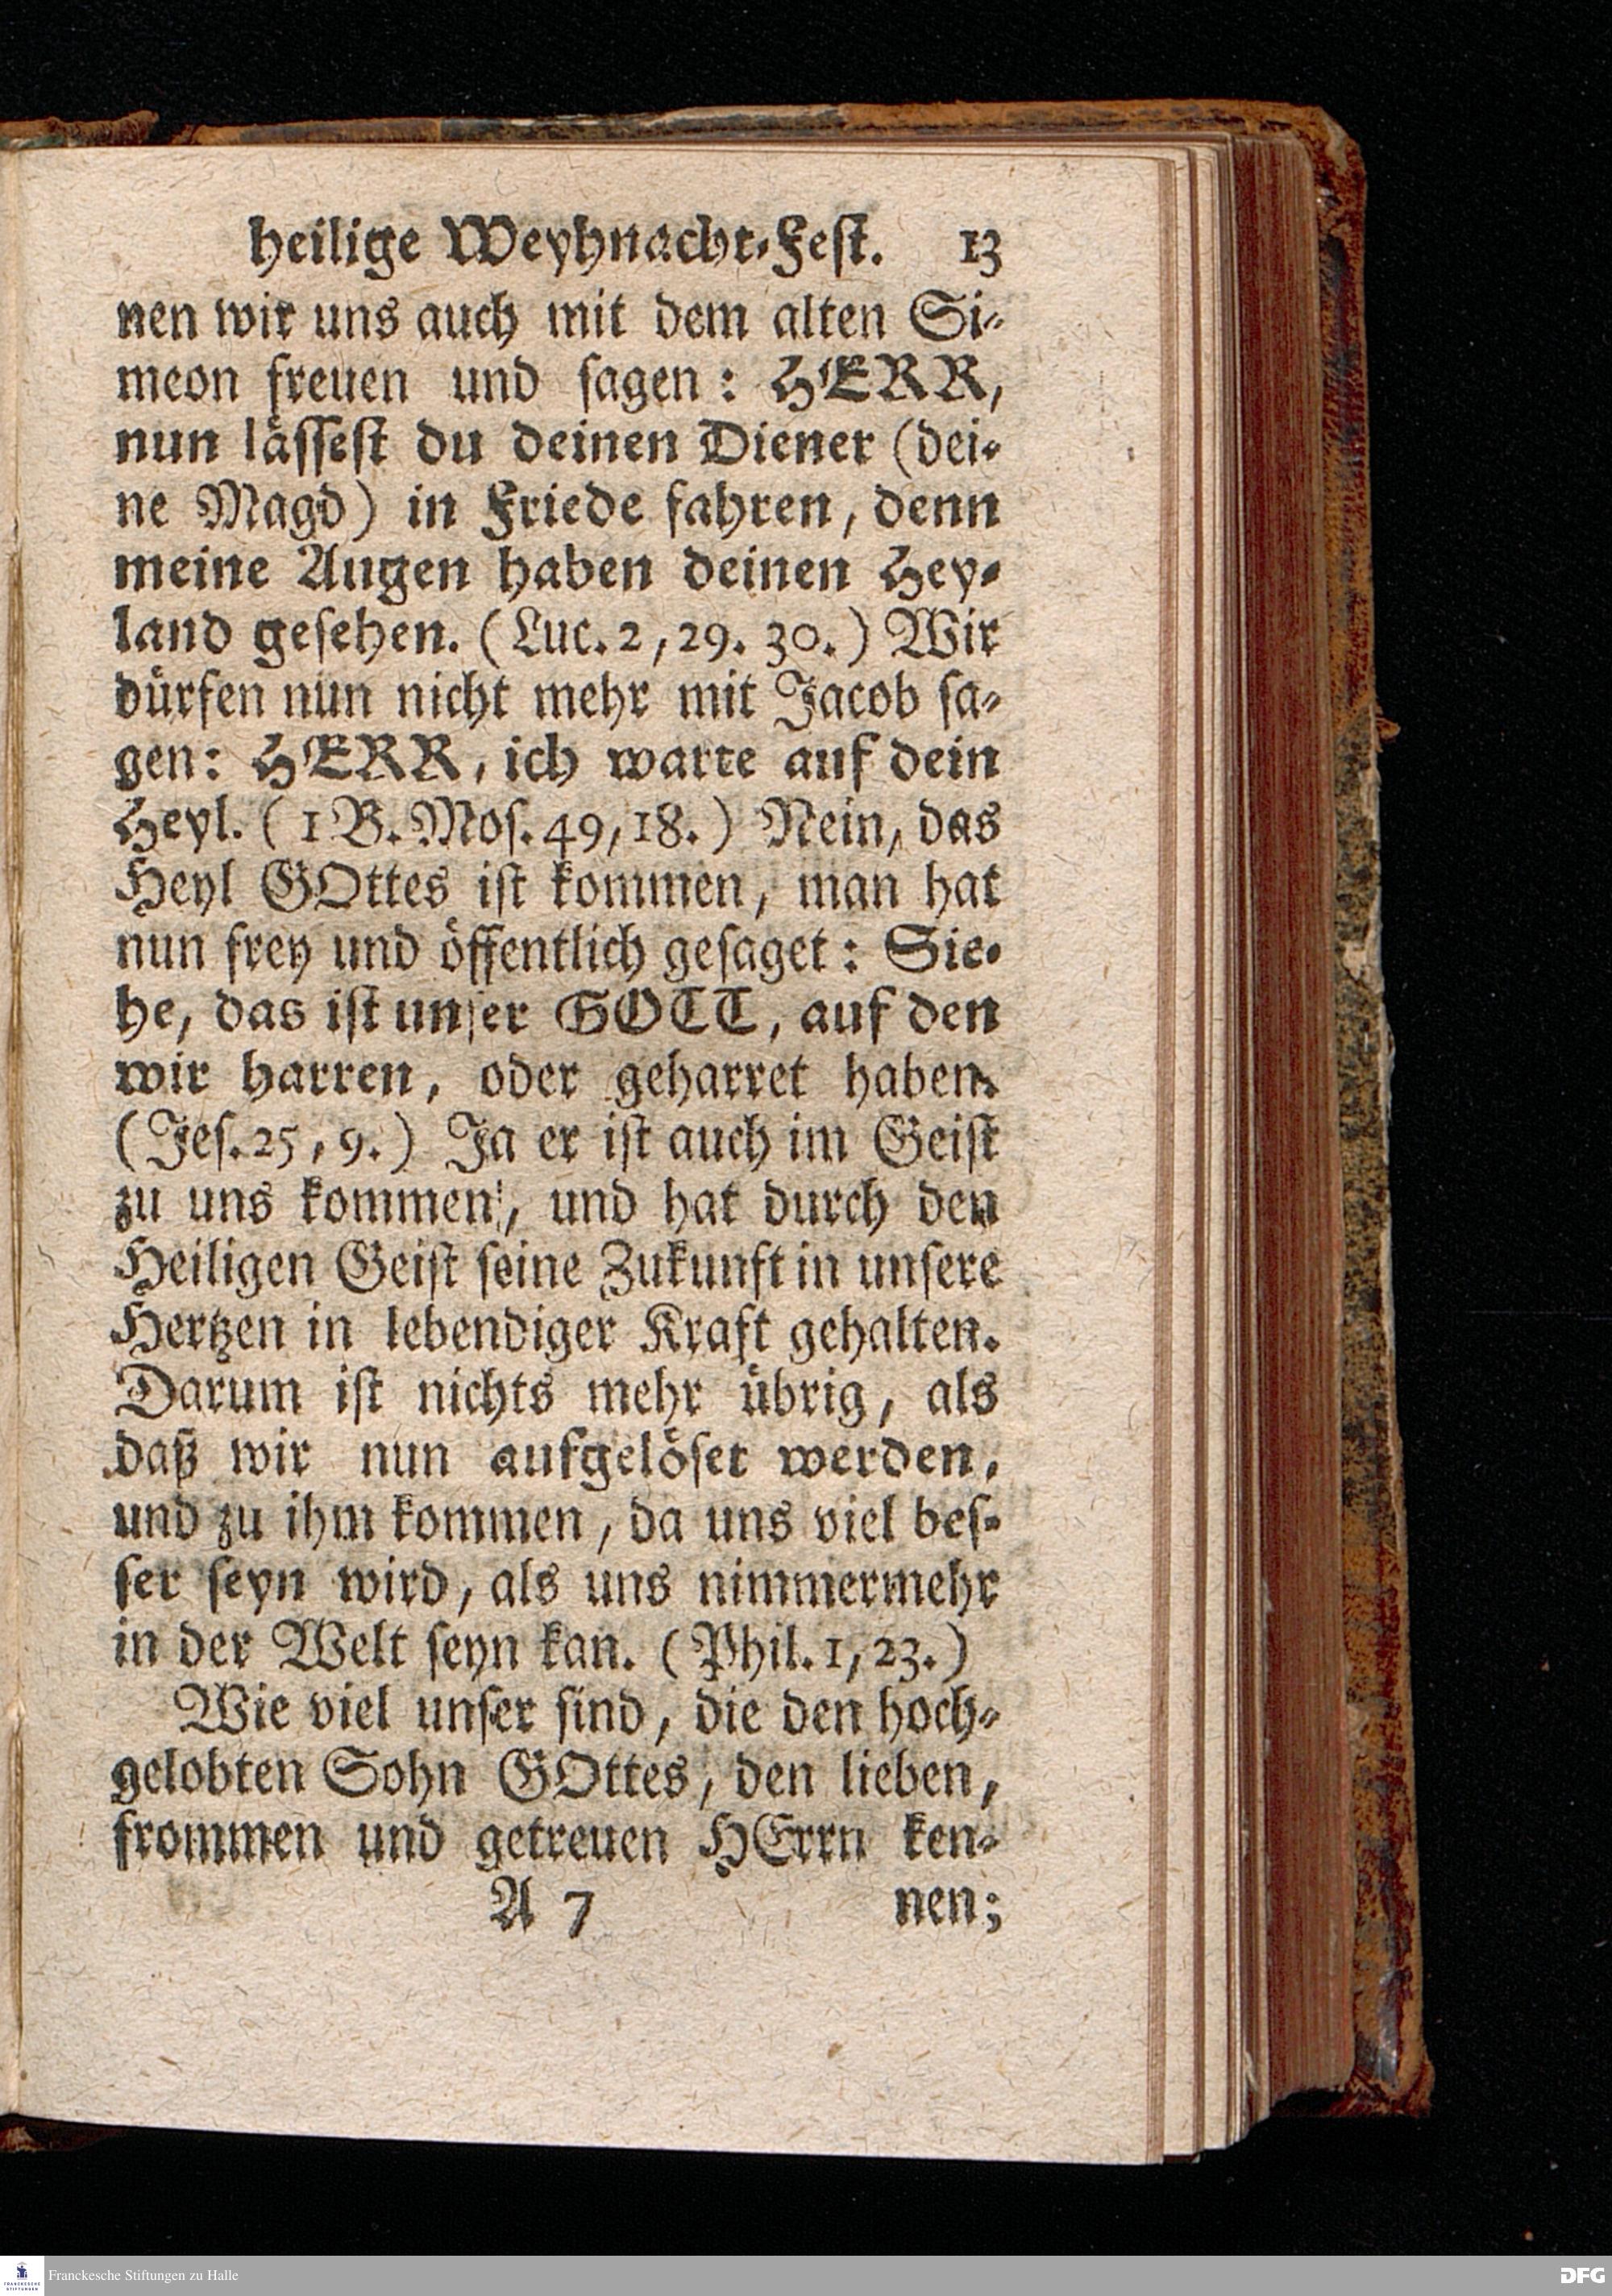 heilige Weyhnacht-Fest. 13
nen wir uns auch mit dem alten Si-
meon freuen und ſagen: HERR,
nun läſſeſt du deinen Diener (dei-
ne Magd) in Friede fahren, denn
meine Augen haben deinen Hey-
land geſehen. (Luc. 2, 29. 30.) Wir
dürfen nun nicht mehr mit Jacob ſa-
gen: HERR, ich warte auf dein
Heyl. (1 B. Moſ. 49, 18.) Nein, das
Heyl GOttes iſt kommen, man hat
nun frey und öffentlich geſaget: Sie-
he, das iſt unſer GOTT, auf den
wir harren, oder geharret haben.
(Jeſ. 25, 9.) Ja er iſt auch im Geiſt
zu uns kommen, und hat durch den
Heiligen Geiſt ſeine Zukunft in unſere
Hertzen in lebendiger Kraft gehalten.
Darum iſt nichts mehr übrig, als
daß wir nun aufgelöſet werden,
und zu ihm kommen, da uns viel beſ-
ſer ſeyn wird, als uns nimmermehr
in der Welt ſeyn kan. (Phil. 1, 23.)
Wie viel unſer ſind, die den hoch-
gelobten Sohn GOttes, den lieben,
frommen und getreuen HErrn ken-
A 7 nen;
FRANCKESCHE
STIFTUNGEN
Franckesche Stiftungen zu Halle
DFG